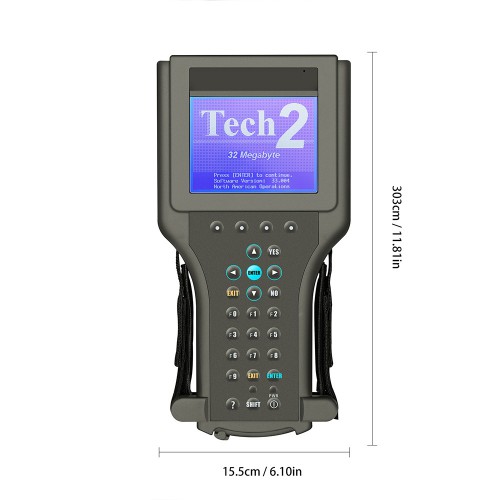 Tech 2
32 Megabyte
Press [ENTER] to continue.
Software Version: 33.004
North American Operations
YES
ENTER
EXIT
NO
F0 F1 F2
F3 F4 F5
F6 F7 F8
F9 EXIT ENTER
PWR
? SHIFT
303cm / 11.81in
15.5cm / 6.10in